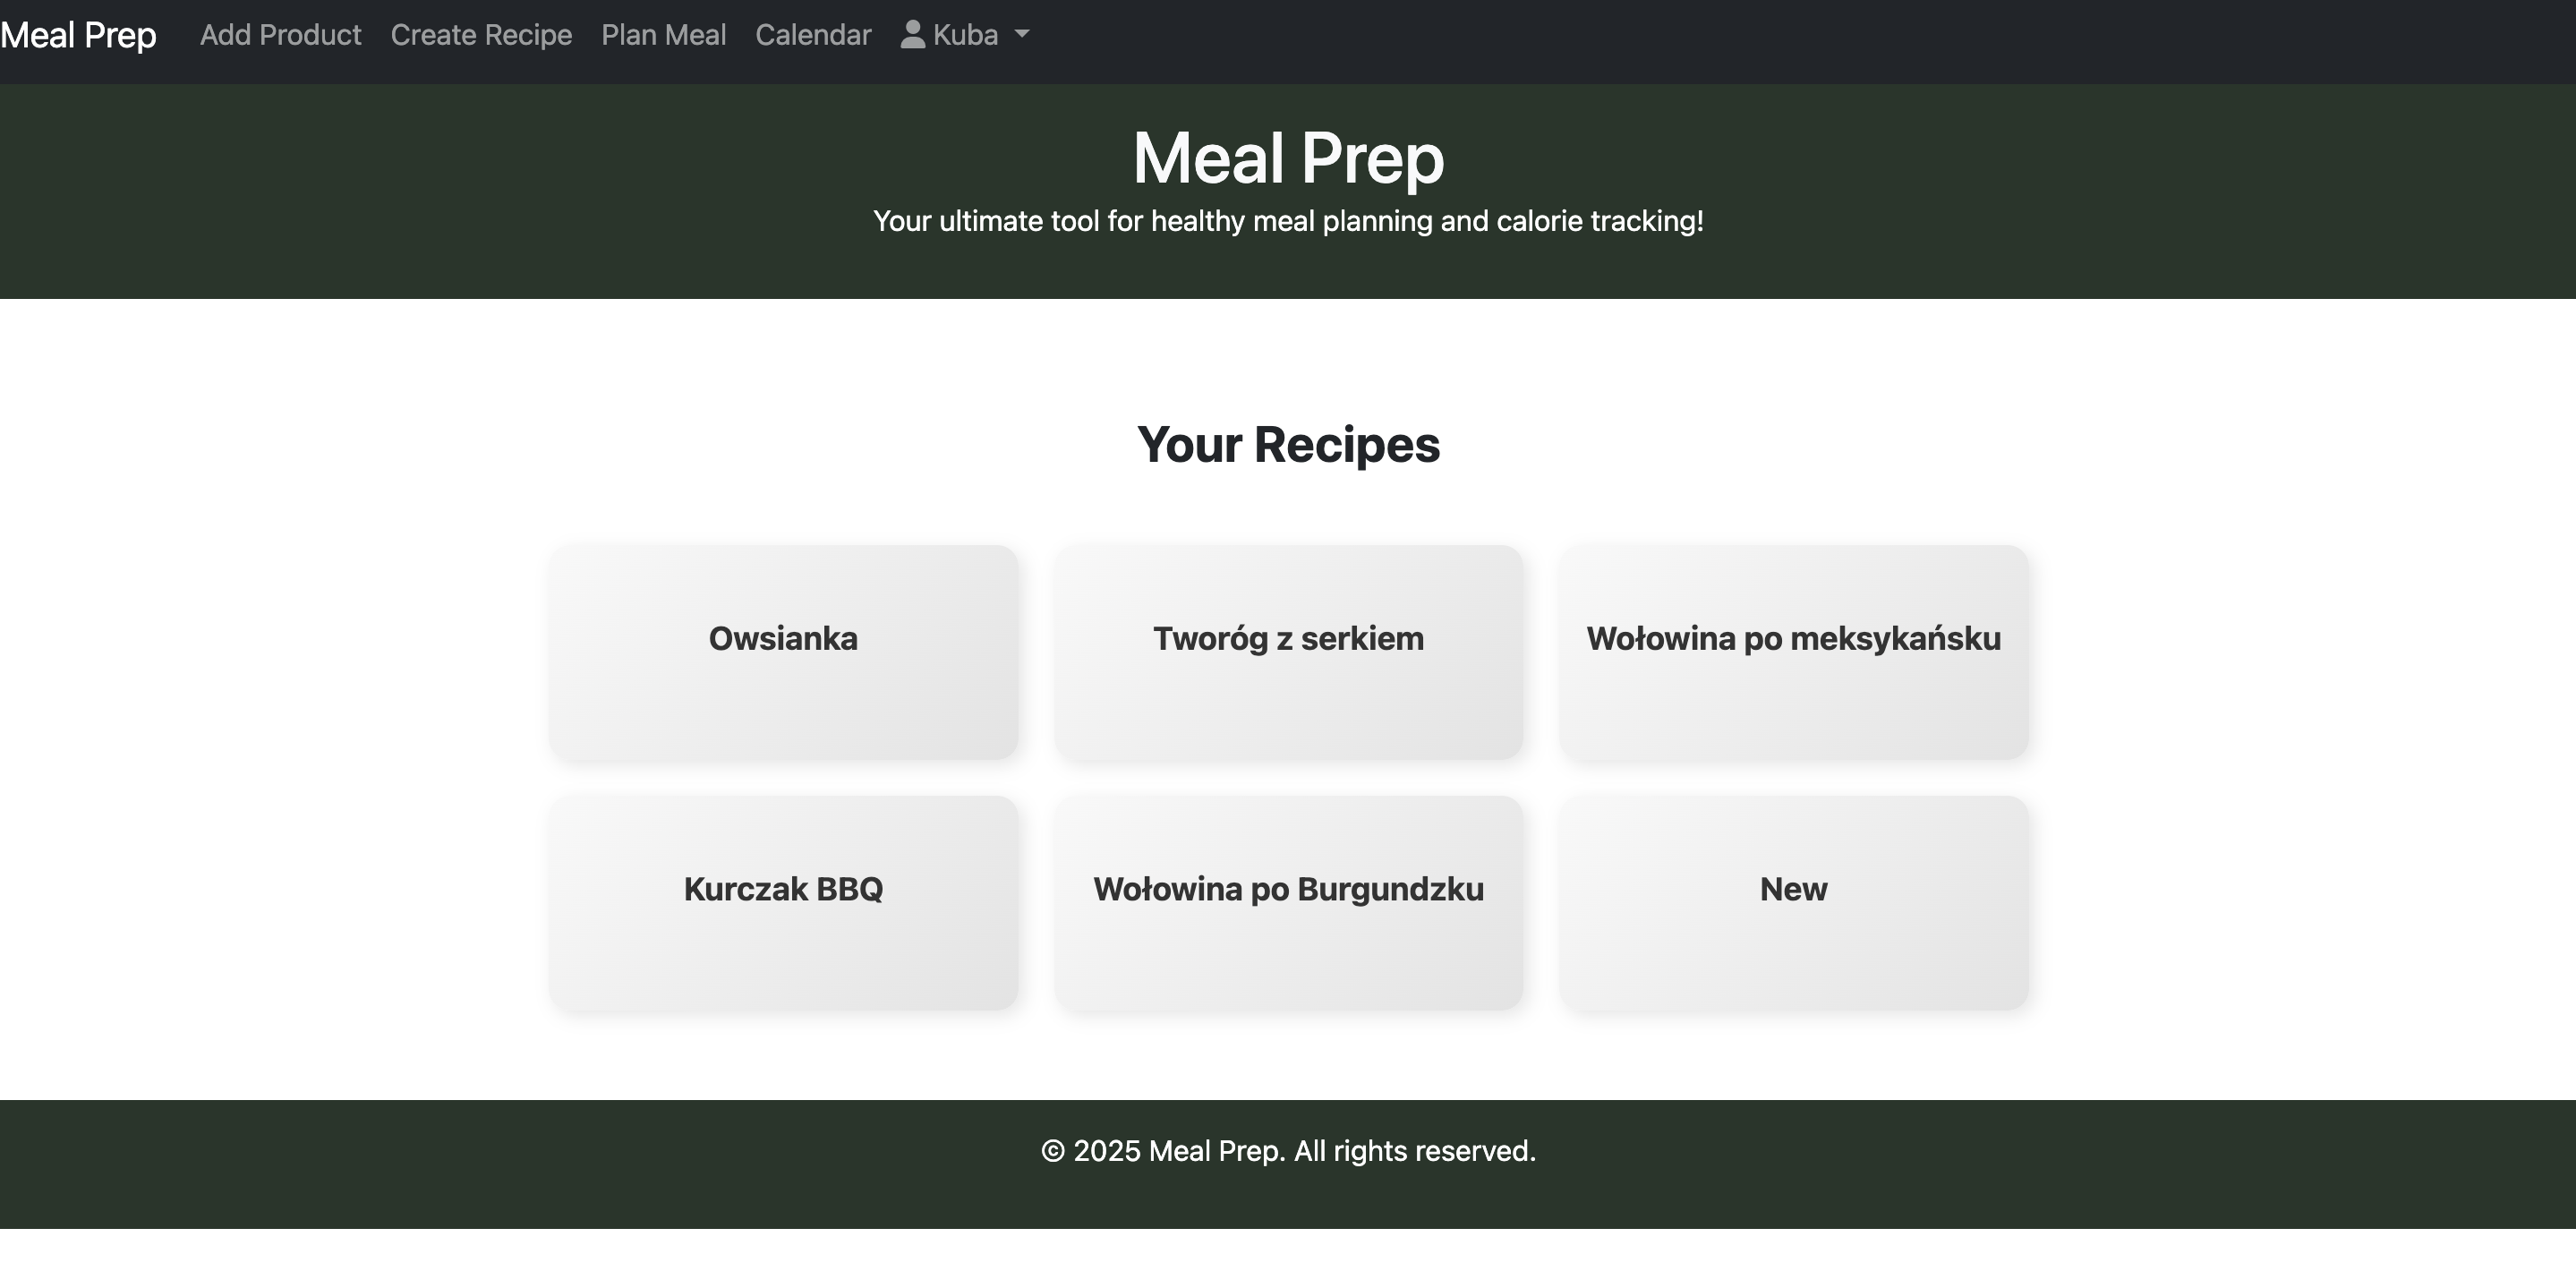 Meal Prep Add Product Create Recipe Plan Meal Calendar Kuba
Meal Prep
Your ultimate tool for healthy meal planning and calorie tracking!
Your Recipes
Owsianka
Tworóg z serkiem
Wołowina po meksykańsku
Kurczak BBQ
Wołowina po Burgundzku
New
© 2025 Meal Prep. All rights reserved.